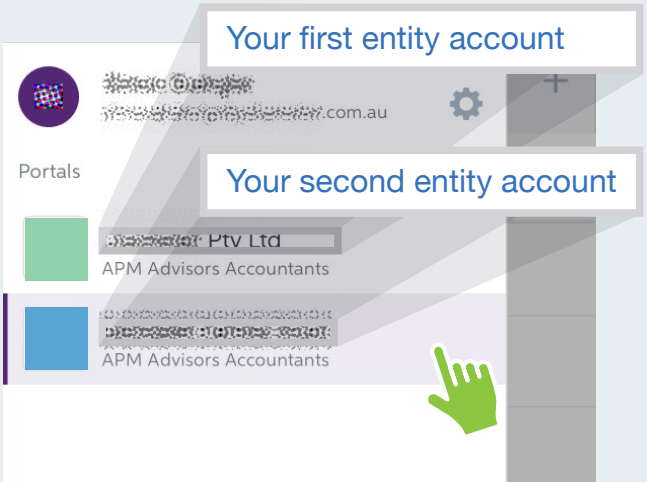 Your first entity account
.com.au
Portals
Your second entity account
Pty Ltd
APM Advisors Accountants
APM Advisors Accountants